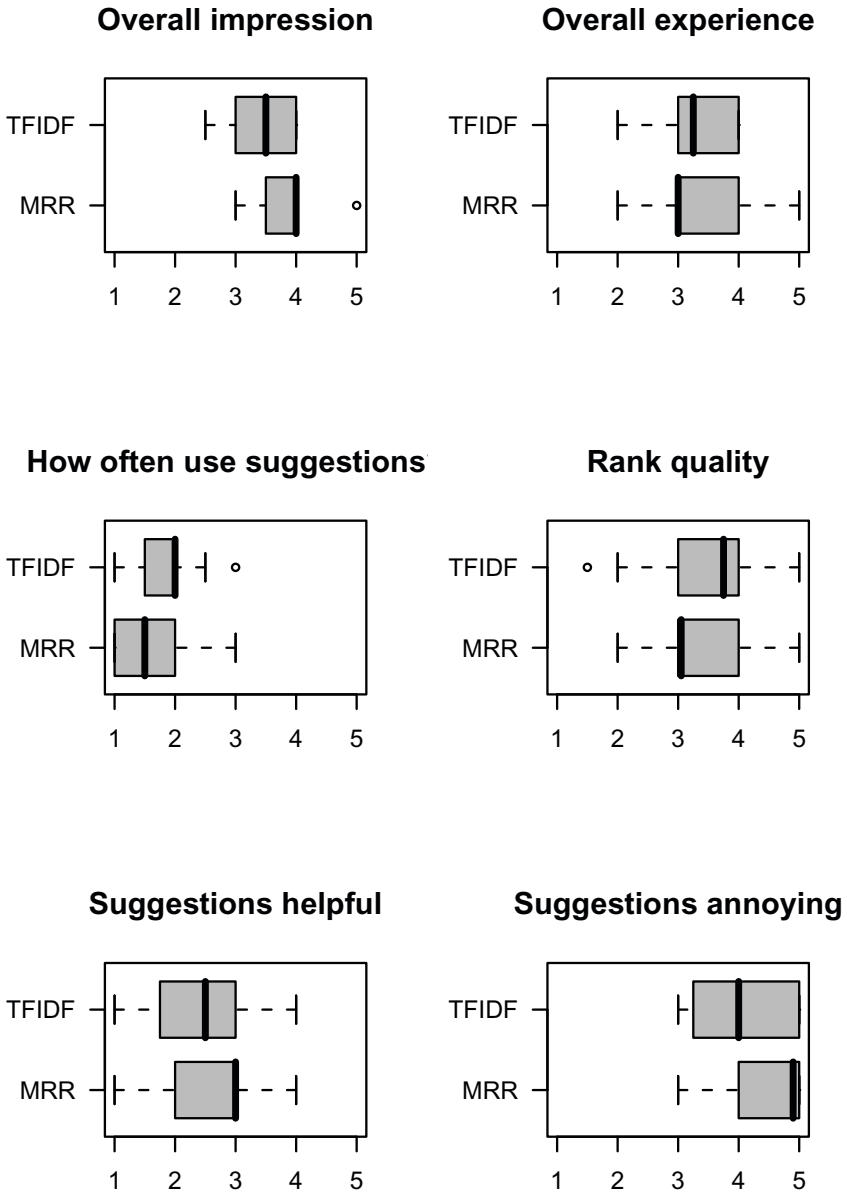 Overall impression
TFIDF
MRR
1 2 3 4 5
Overall experience
TFIDF
MRR
1 2 3 4 5
How often use suggestions
TFIDF
MRR
1 2 3 4 5
Rank quality
TFIDF
MRR
1 2 3 4 5
Suggestions helpful
TFIDF
MRR
1 2 3 4 5
Suggestions annoying
TFIDF
MRR
1 2 3 4 5